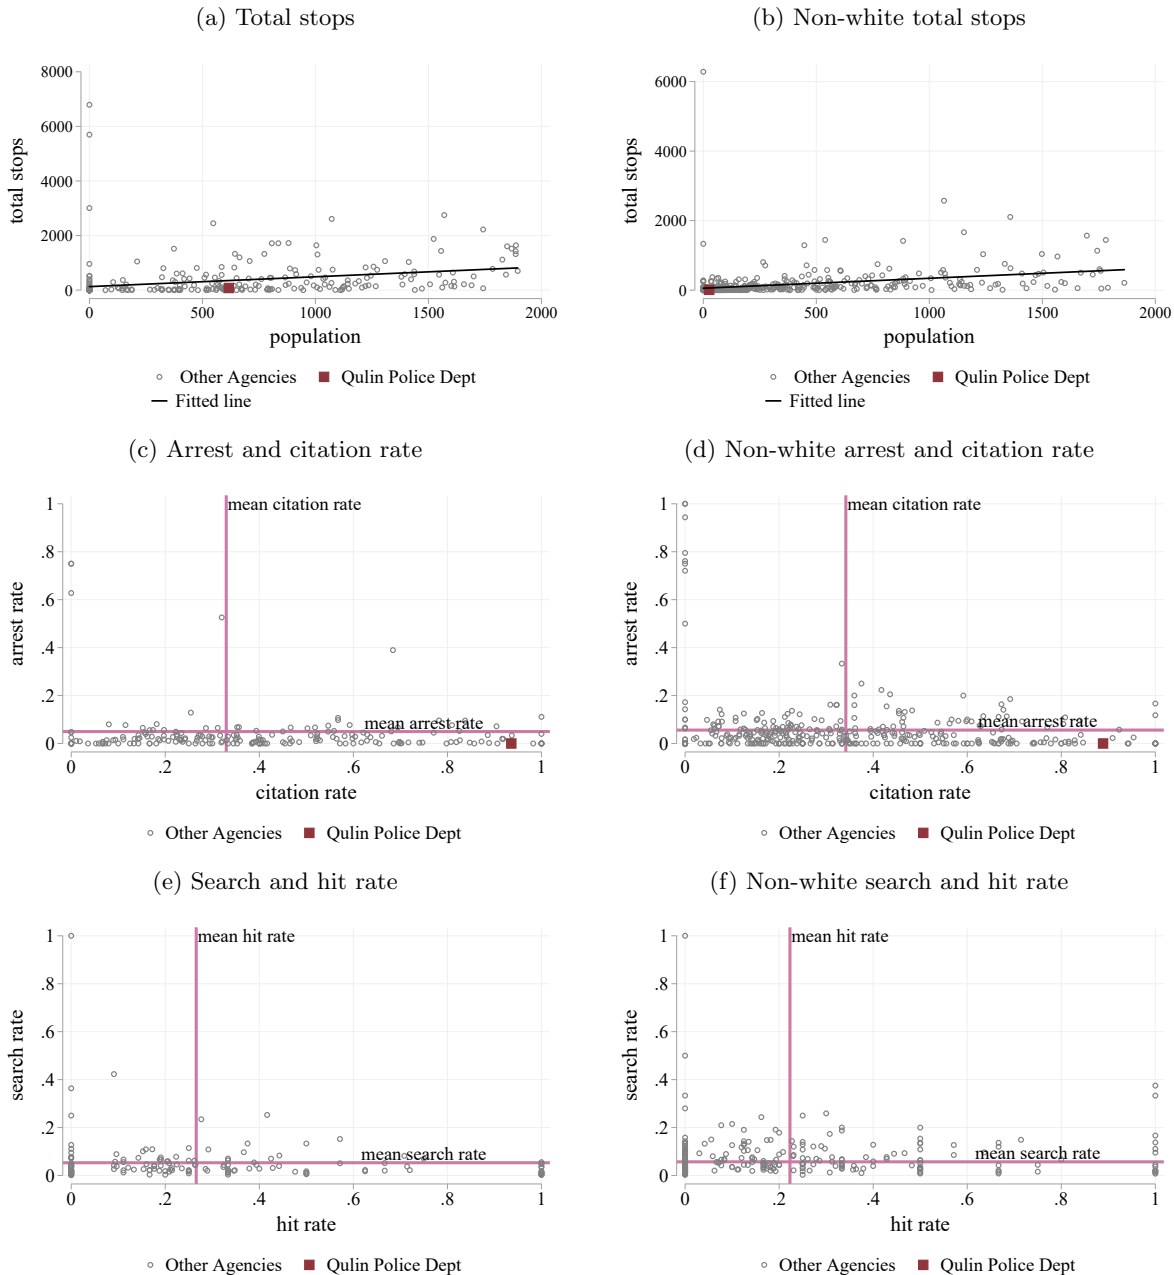 (a) Total stops
(b) Non-white total stops
8000
6000
4000
2000
0
total stops
0 500 1000 1500 2000
population
Other Agencies Qulin Police Dept
Fitted line
6000
4000
2000
0
total stops
0 500 1000 1500 2000
population
Other Agencies Qulin Police Dept
Fitted line
(c) Arrest and citation rate
(d) Non-white arrest and citation rate
1
.8
.6
.4
.2
0
arrest rate
mean citation rate
mean arrest rate
0 .2 .4 .6 .8 1
citation rate
Other Agencies Qulin Police Dept
1
.8
.6
.4
.2
0
arrest rate
mean citation rate
mean arrest rate
0 .2 .4 .6 .8 1
citation rate
Other Agencies Qulin Police Dept
(e) Search and hit rate
(f) Non-white search and hit rate
1
.8
.6
.4
.2
0
search rate
mean hit rate
mean search rate
0 .2 .4 .6 .8 1
hit rate
Other Agencies Qulin Police Dept
1
.8
.6
.4
.2
0
search rate
mean hit rate
mean search rate
0 .2 .4 .6 .8 1
hit rate
Other Agencies Qulin Police Dept